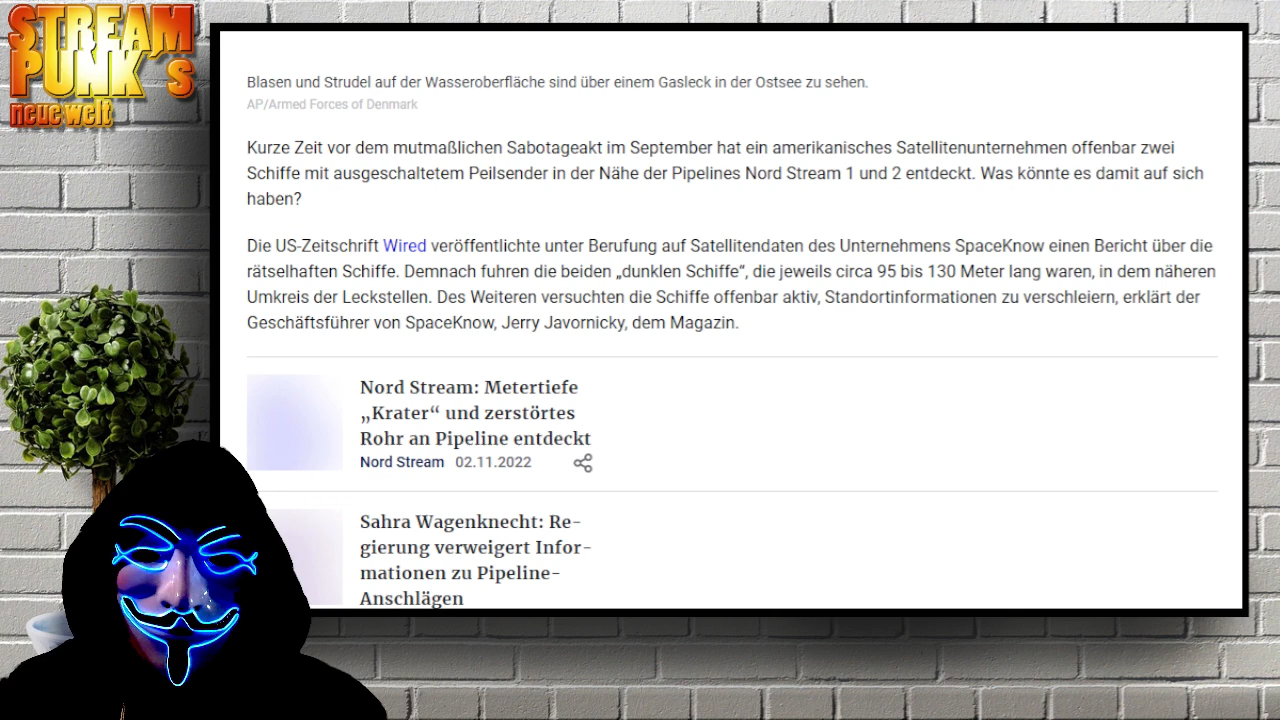 STREAM
PUNK´S
neue welt
Blasen und Strudel auf der Wasseroberfläche sind über einem Gasleck in der Ostsee zu sehen.
AP/Armed Forces of Denmark
Kurze Zeit vor dem mutmaßlichen Sabotageakt im September hat ein amerikanisches Satellitenunternehmen offenbar zwei
Schiffe mit ausgeschaltetem Peilsender in der Nähe der Pipelines Nord Stream 1 und 2 entdeckt. Was könnte es damit auf sich
haben?
Die US-Zeitschrift Wired veröffentlichte unter Berufung auf Satellitendaten des Unternehmens SpaceKnow einen Bericht über die
rätselhaften Schiffe. Demnach fuhren die beiden „dunklen Schiffe“, die jeweils circa 95 bis 130 Meter lang waren, in dem näheren
Umkreis der Leckstellen. Des Weiteren versuchten die Schiffe offenbar aktiv, Standortinformationen zu verschleiern, erklärt der
Geschäftsführer von SpaceKnow, Jerry Javornicky, dem Magazin.
Nord Stream: Metertiefe
„Krater“ und zerstörtes
Rohr an Pipeline entdeckt
Nord Stream 02.11.2022
Sahra Wagenknecht: Re-
gierung verweigert Infor-
mationen zu Pipeline-
Anschlägen